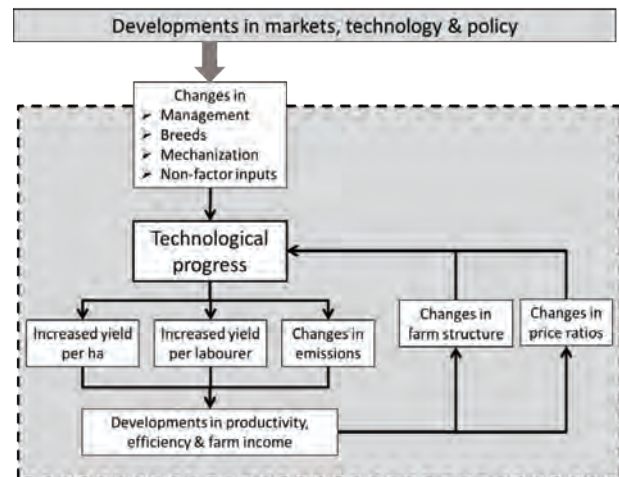 Developments in markets, technology & policy
Changes in
➤ Management
➤ Breeds
➤ Mechanization
➤ Non-factor inputs
Technological
progress
Increased yield
per ha
Increased yield
per labourer
Changes in
emissions
Changes in
farm structure
Changes in
price ratios
Developments in productivity,
efficiency & farm income